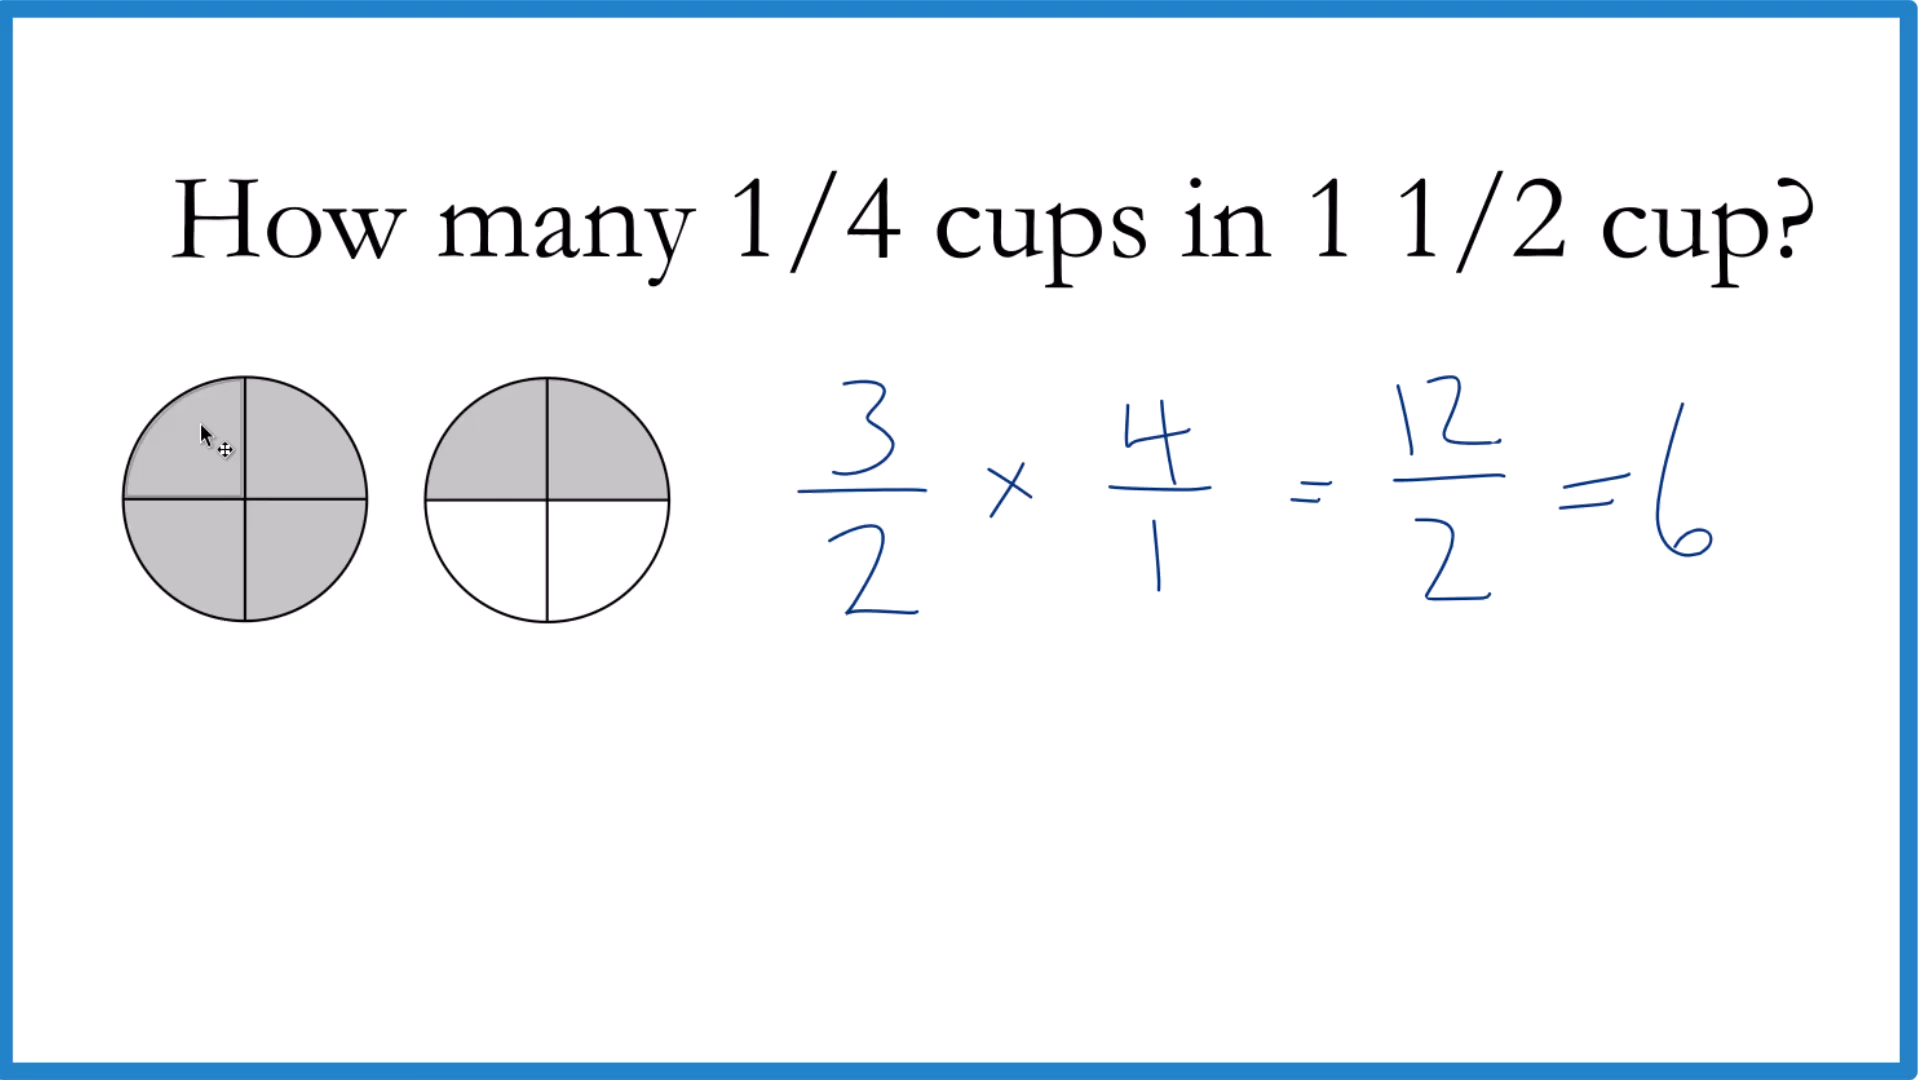 How many 1/4 cups in 1 1/2 cup?
3/2 × 4/1 = 12/2 = 6